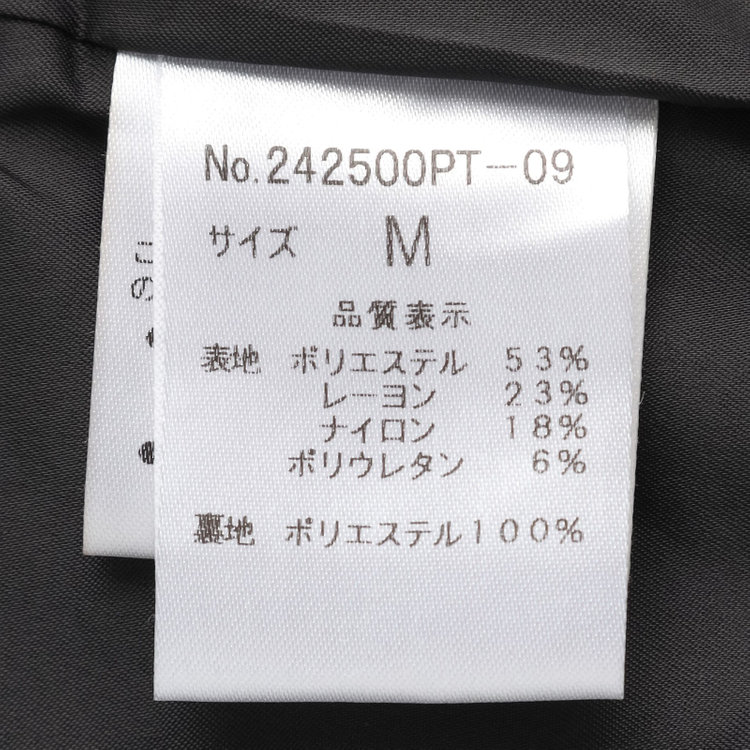 No.242500PT-09
サイズ M
品質表示
表地 ポリエステル 53%
レーヨン 23%
ナイロン 18%
ポリウレタン 6%
裏地 ポリエステル100%
こ
の